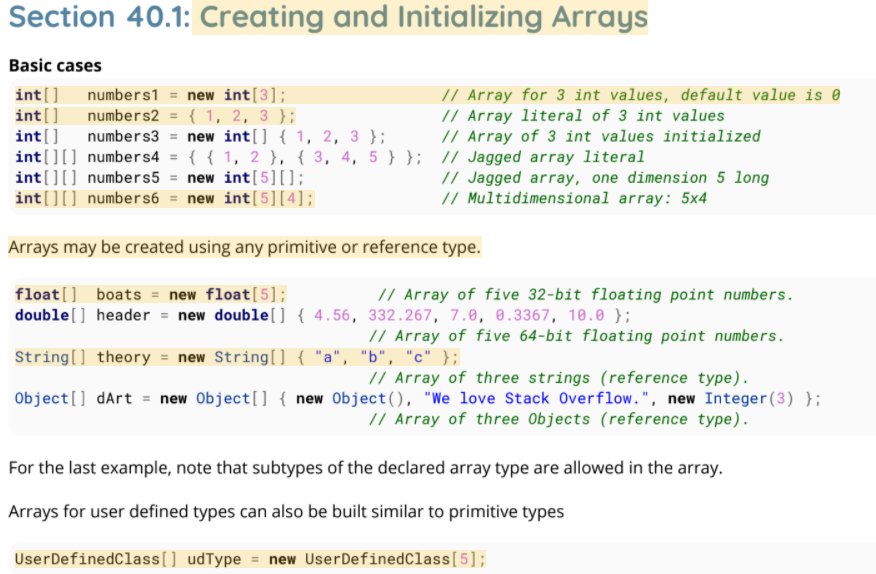 Section 40.1: Creating and Initializing Arrays
Basic cases
int[]   numbers1 = new int[3];                 // Array for 3 int values, default value is 0
int[]   numbers2 = { 1, 2, 3 };                // Array literal of 3 int values
int[]   numbers3 = new int[] { 1, 2, 3 };      // Array of 3 int values initialized
int[][] numbers4 = { { 1, 2 }, { 3, 4, 5 } };  // Jagged array literal
int[][] numbers5 = new int[5][];               // Jagged array, one dimension 5 long
int[][] numbers6 = new int[5][4];              // Multidimensional array: 5x4
Arrays may be created using any primitive or reference type.
float[]  boats = new float[5];          // Array of five 32-bit floating point numbers.
double[] header = new double[] { 4.56, 332.267, 7.0, 0.3367, 10.0 };
                                       // Array of five 64-bit floating point numbers.
String[] theory = new String[] { "a", "b", "c" };
                                       // Array of three strings (reference type).
Object[] dArt = new Object[] { new Object(), "We love Stack Overflow.", new Integer(3) };
                                       // Array of three Objects (reference type).
For the last example, note that subtypes of the declared array type are allowed in the array.
Arrays for user defined types can also be built similar to primitive types
UserDefinedClass[] udType = new UserDefinedClass[5];